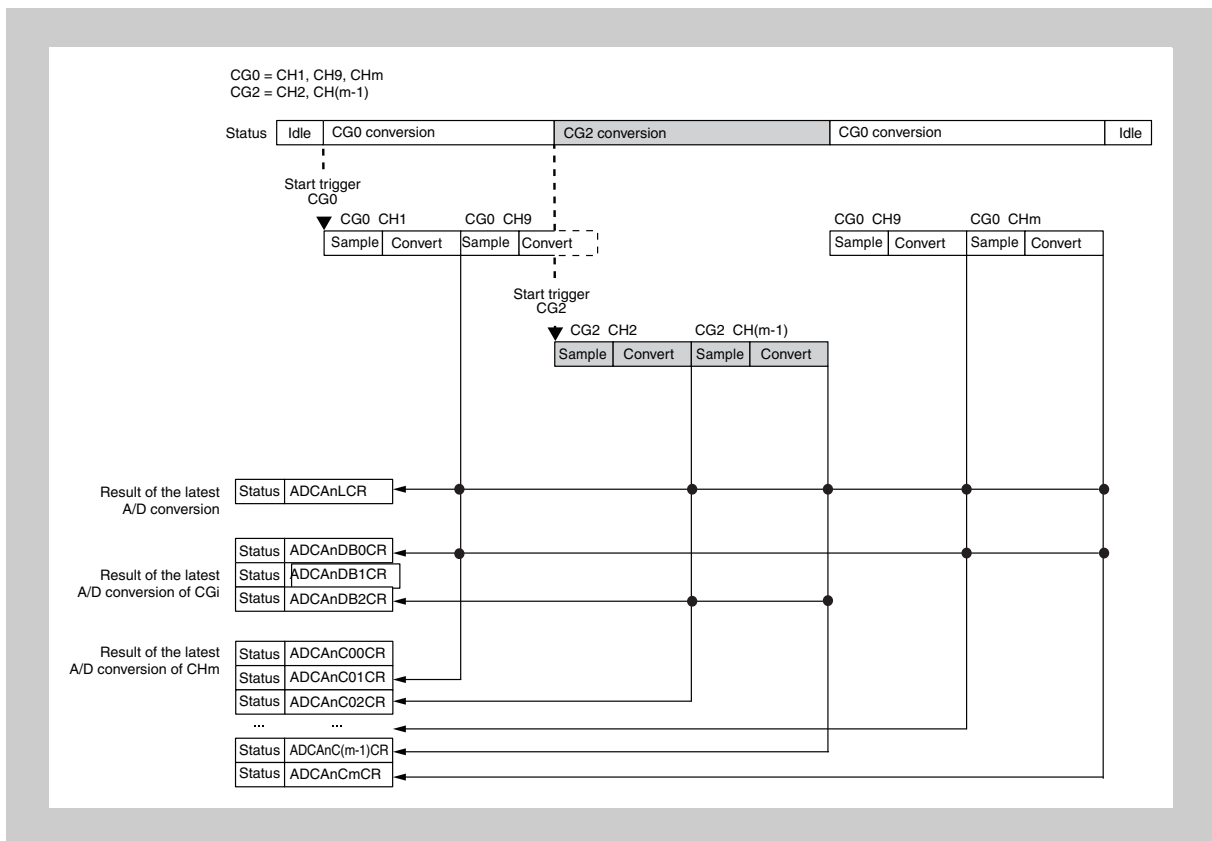 CG0 = CH1, CH9, CHm
CG2 = CH2, CH(m-1)
Status Idle CG0 conversion CG2 conversion CG0 conversion Idle
Start trigger
CG0
CG0 CH1 CG0 CH9 CG0 CH9 CG0 CHm
Sample Convert Sample Convert Sample Convert Sample Convert
Start trigger
CG2
CG2 CH2 CG2 CH(m-1)
Sample Convert Sample Convert
Result of the latest
A/D conversion
Status ADCAnLCR
Result of the latest
A/D conversion of CGi
Status ADCAnDB0CR
Status ADCAnDB1CR
Status ADCAnDB2CR
Result of the latest
A/D conversion of CHm
Status ADCAnC00CR
Status ADCAnC01CR
Status ADCAnC02CR
... ...
Status ADCAnC(m-1)CR
Status ADCAnCmCR